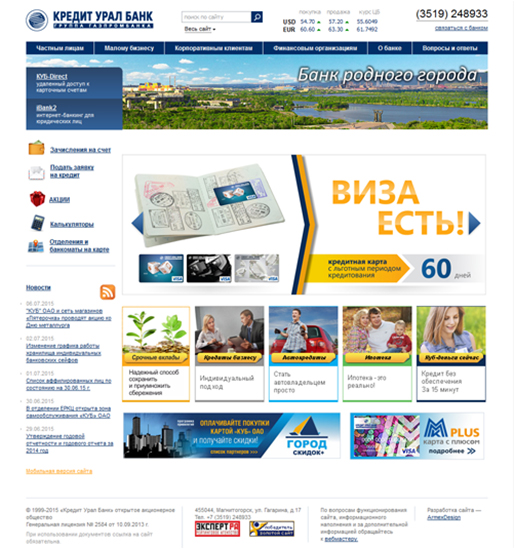 КРЕДИТ УРАЛ БАНК
ГРУППА ГАЗПРОМБАНКА
поиск по сайту
Весь сайт
покупка продажа курс ЦБ
USD 54.70 57.20 55.6049
EUR 60.60 63.30 61.7492
(3519) 248933
связаться с банком
Частным лицам
Малому бизнесу
Корпоративным клиентам
Финансовым организациям
О банке
Вопросы и ответы
КУБ-Direct
удаленный доступ к
карточным счетам
iBank2
интернет-банкинг для
юридических лиц
Банк родного города
Зачисления на счет
Подать заявку
на кредит
АКЦИИ
Калькуляторы
Отделения и
банкоматы на карте
ВИЗА
ЕСТЬ!
кредитная карта
с льготным периодом
кредитования
60 дней
Новости
06.07.2015
"КУБ" ОАО и сеть магазинов
«Пятерочка» проводят акцию ко
Дню металлурга
02.07.2015
Изменение графика работы
хранилища индивидуальных
банковских сейфов
01.07.2015
Список аффилированных лиц по
состоянию на 30.06.15 г.
30.06.2015
В отделении ЕРКЦ открыта зона
самообслуживания «КУБ» ОАО
29.06.2015
Утверждение годовой
отчетности и годового отчета за
2014 год
Мобильная версия сайта
Срочные вклады
Надежный способ
сохранить
и приумножить
сбережения
Кредиты бизнесу
Индивидуальный
подход
Автокредиты
Стать
автовладельцем
просто
Ипотека
Ипотека - это
реально!
Куб-деньги сейчас
Кредит без
обеспечения
За 15 минут
ОПЛАЧИВАЙТЕ ПОКУПКИ
КАРТОЙ «КУБ» ОАО
И ПОЛУЧАЙТЕ СКИДКИ!
список партнеров >>>
ГОРОД
СКИДОК
VISA
PLUS
карта с плюсом
подробнее >>
© 1999-2015 «Кредит Урал Банк» открытое акционерное
общество
Генеральная лицензия № 2584 от 10.09.2013 г.
При использовании документов ссылка на сайт
обязательна.
455044, Магнитогорск, ул. Гагарина, д.17
Тел. +7 (3519) 248933
ЭКСПЕРТ РА
победитель
ЗОЛОТОЙ САЙТ
По вопросам функционирования
сайта, информационного
наполнения и за дополнительной
информацией обращайтесь
к вебмастеру.
Разработка сайта —
ArmexDesign